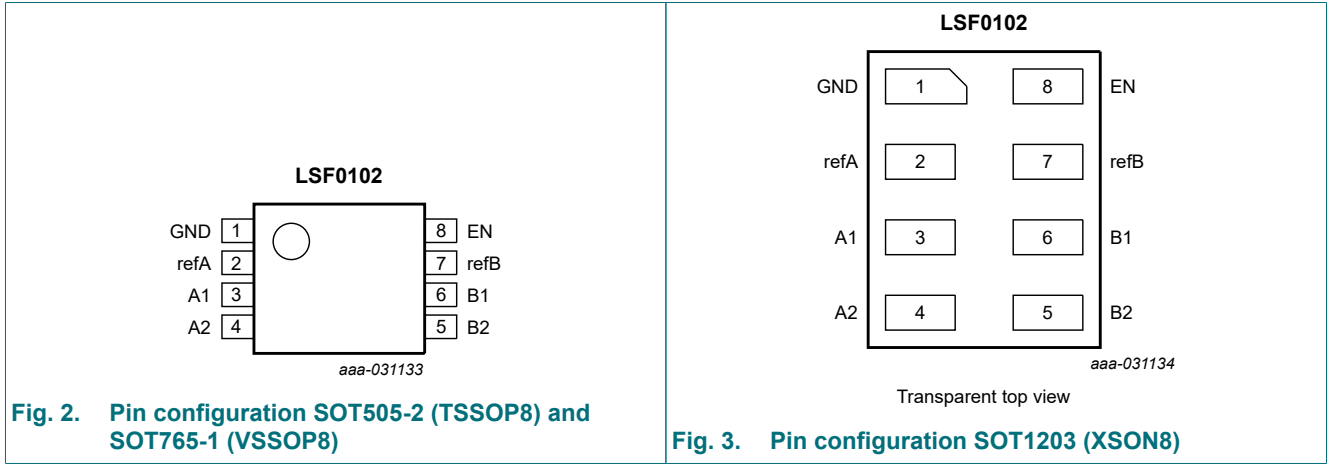 LSF0102
GND 1 8 EN
refA 2 7 refB
A1 3 6 B1
A2 4 5 B2
aaa-031133
Fig. 2. Pin configuration SOT505-2 (TSSOP8) and
SOT765-1 (VSSOP8)
LSF0102
GND 1 8 EN
refA 2 7 refB
A1 3 6 B1
A2 4 5 B2
aaa-031134
Transparent top view
Fig. 3. Pin configuration SOT1203 (XSON8)